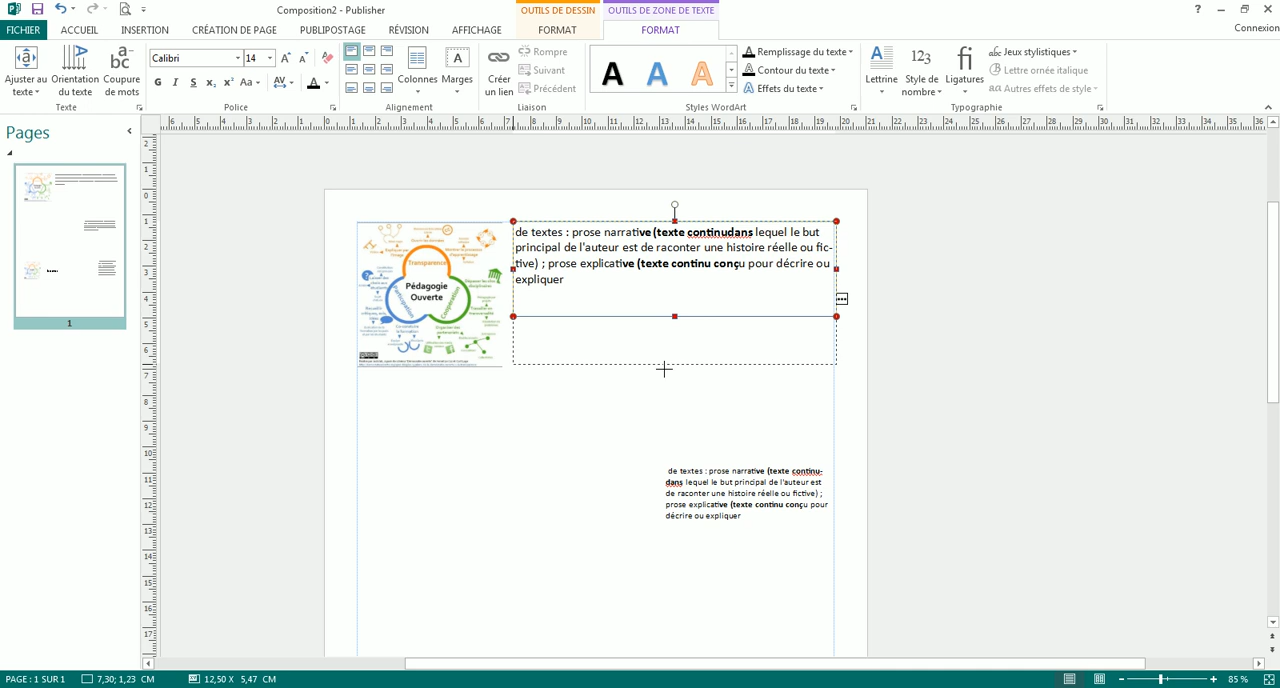 Composition2 - Publisher
OUTILS DE DESSIN
OUTILS DE ZONE DE TEXTE
FICHIER
ACCUEIL
INSERTION
CRÉATION DE PAGE
PUBLIPOSTAGE
RÉVISION
AFFICHAGE
FORMAT
FORMAT
Connexion
Ajuster au texte
Orientation du texte
Coupure de mots
Texte
Calibri
14
Police
Alignement
Colonnes
Marges
Créer un lien
Rompre
Suivant
Précédent
Liaison
Remplissage du texte
Contour du texte
Effets du texte
Styles WordArt
Lettrine
Style de nombre
Ligatures
Jeux stylistiques
Lettre ornée italique
Autres effets de style
Typographie
Pages
1
Transparence
Pédagogie
Ouverte
Participation
Coopération
de textes : prose narrative (texte continudans lequel le but
principal de l'auteur est de raconter une histoire réelle ou fic-
tive) ; prose explicative (texte continu conçu pour décrire ou
expliquer
de textes : prose narrative (texte continu-
dans lequel le but principal de l'auteur est
de raconter une histoire réelle ou fictive) ;
prose explicative (texte continu conçu pour
décrire ou expliquer
PAGE : 1 SUR 1
7,30; 1,23 CM
12,50 x 5,47 CM
85 %